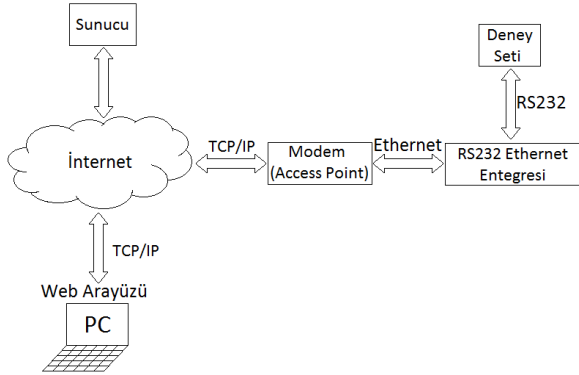 Sunucu
Deney
Seti
RS232
İnternet
TCP/IP
Modem
(Access Point)
Ethernet
RS232 Ethernet
Entegresi
TCP/IP
Web Arayüzü
PC